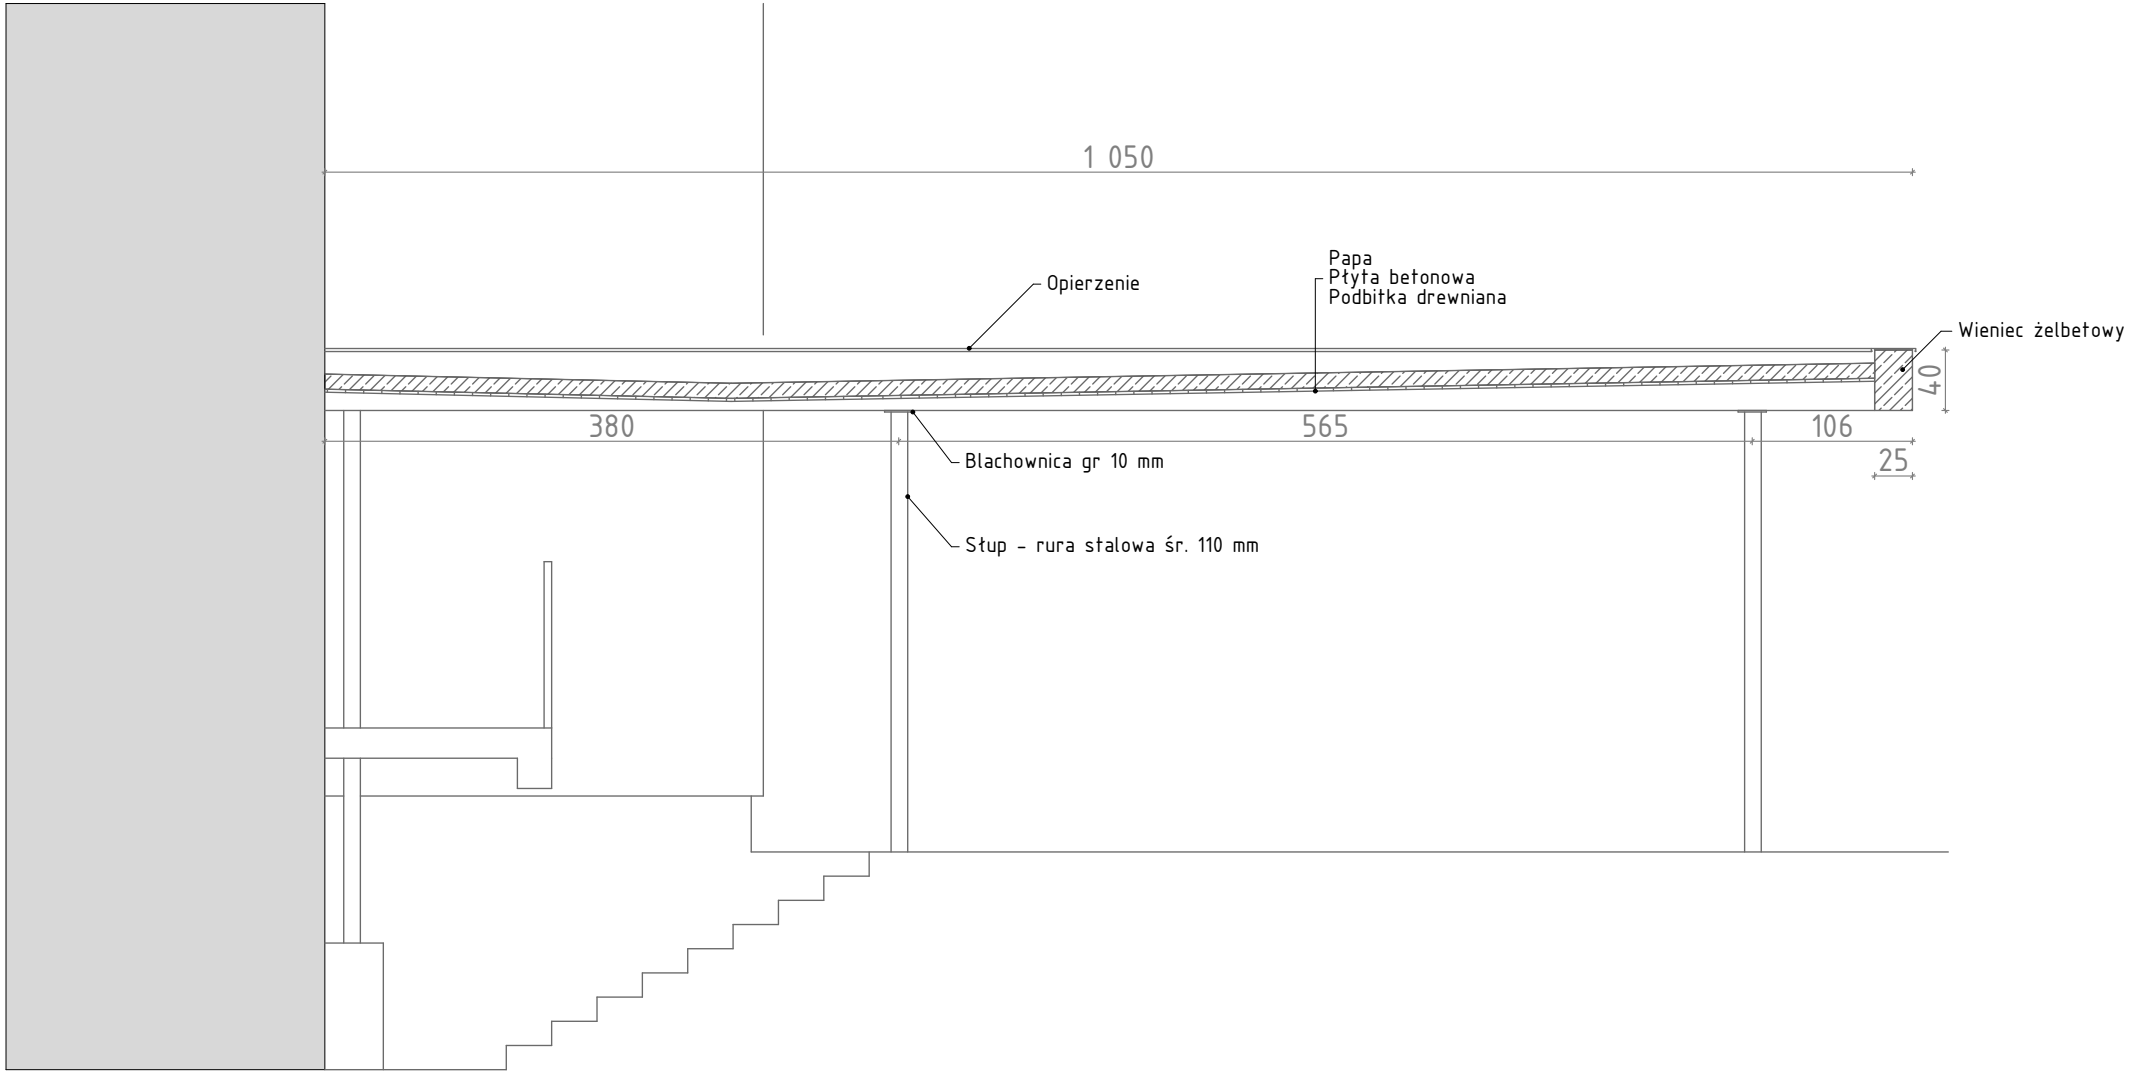 1 050
Papa
Płyta betonowa
Podbitka drewniana
Opierzenie
Wieniec żelbetowy
40
380
565
106
25
Blachownica gr 10 mm
Słup - rura stalowa śr. 110 mm